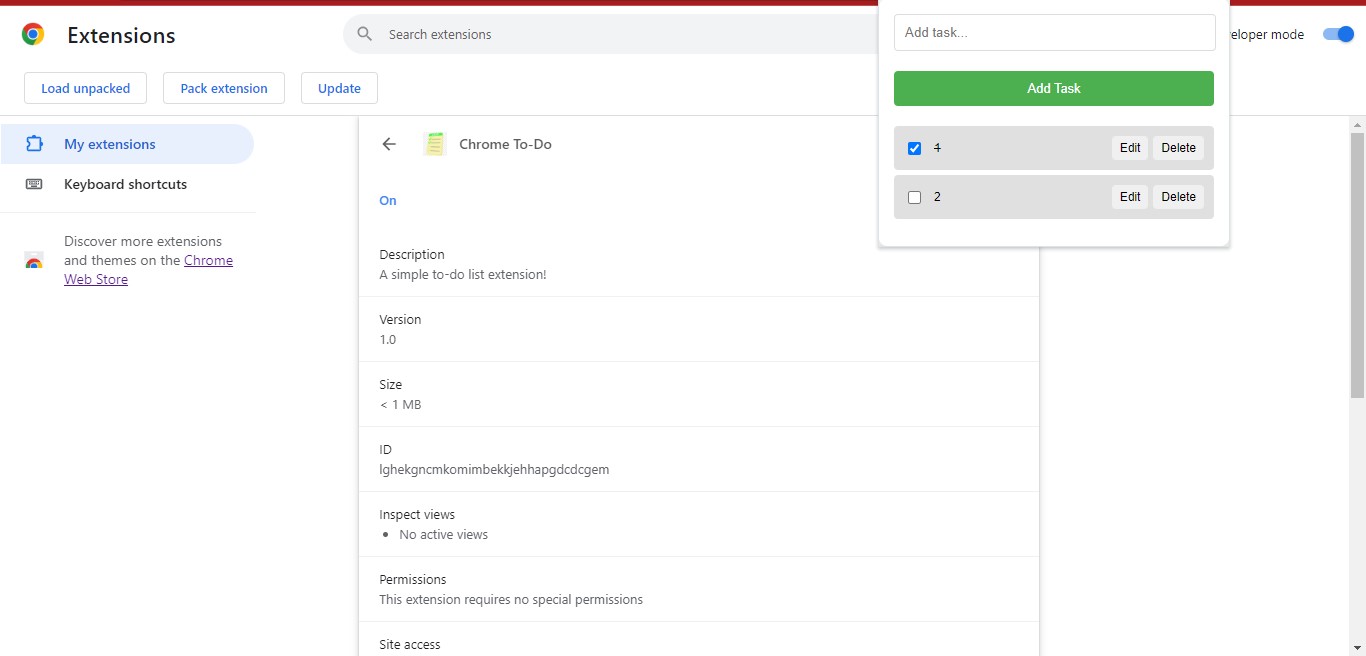 Extensions
Search extensions
veloper mode
Load unpacked
Pack extension
Update
My extensions
Keyboard shortcuts
Discover more extensions
and themes on the Chrome
Web Store
Chrome To-Do
On
Description
A simple to-do list extension!
Version
1.0
Size
< 1 MB
ID
lghekgncmkomimbekkjehhapgdcdcgem
Inspect views
• No active views
Permissions
This extension requires no special permissions
Site access
Add task...
Add Task
1 Edit Delete
2 Edit Delete